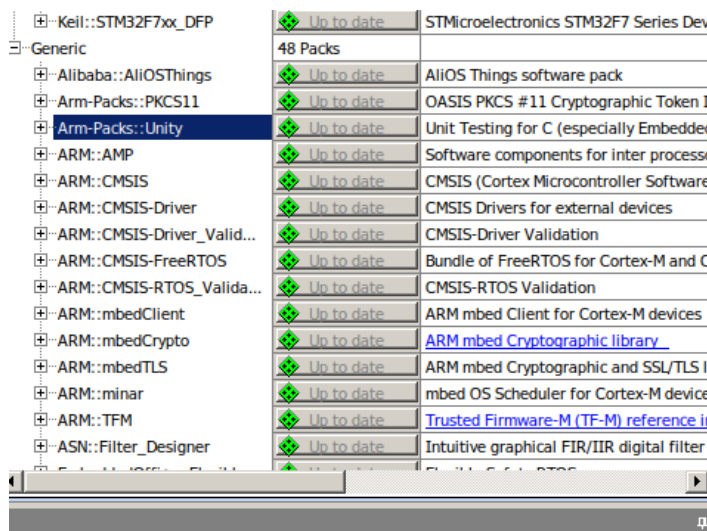 Keil::STM32F7xx_DFP Up to date STMicroelectronics STM32F7 Series
Generic 48 Packs
Alibaba::AliOSThings Up to date AliOS Things software pack
Arm-Packs::PKCS11 Up to date OASIS PKCS #11 Cryptographic Token
Arm-Packs::Unity Up to date Unit Testing for C (especially
ARM::AMP Up to date Software components for inter
ARM::CMSIS Up to date CMSIS (Cortex Microcontroller Software
ARM::CMSIS-Driver Up to date CMSIS Drivers for external devices
ARM::CMSIS-Driver_Valid... Up to date CMSIS-Driver Validation
ARM::CMSIS-FreeRTOS Up to date Bundle of FreeRTOS for Cortex-M and
ARM::CMSIS-RTOS_Valida... Up to date CMSIS-RTOS Validation
ARM::mbedClient Up to date ARM mbed Client for Cortex-M devices
ARM::mbedCrypto Up to date ARM mbed Cryptographic library
ARM::mbedTLS Up to date ARM mbed Cryptographic and SSL/TLS
ARM::minar Up to date mbed OS Scheduler for Cortex-M
ARM::TFM Up to date Trusted Firmware-M (TF-M) reference
ASN::Filter_Designer Up to date Intuitive graphical FIR/IIR digital filter